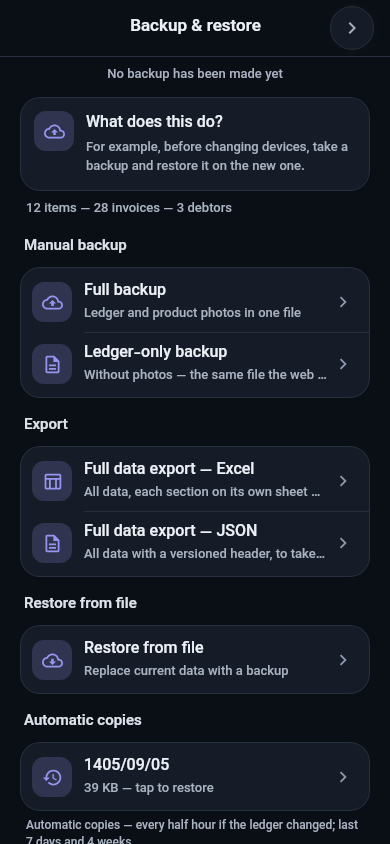 Backup & restore
No backup has been made yet
What does this do?
For example, before changing devices, take a
backup and restore it on the new one.
12 items — 28 invoices — 3 debtors
Manual backup
Full backup
Ledger and product photos in one file
Ledger-only backup
Without photos — the same file the web ...
Export
Full data export — Excel
All data, each section on its own sheet ...
Full data export — JSON
All data with a versioned header, to take...
Restore from file
Restore from file
Replace current data with a backup
Automatic copies
1405/09/05
39 KB — tap to restore
Automatic copies — every half hour if the ledger changed; last
7 days and 4 weeks